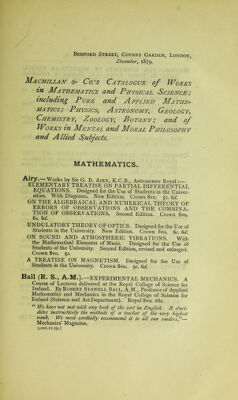 BEDFORD STREET, COVENT GARDEN, LONDON,
December, 1879.
MACMILLAN & CO.'S CATALOGUE of WORKS
in MATHEMATICS and PHYSICAL SCIENCE;
including PURE and APPLIED MATHE-
MATICS; PHYSICS, ASTRONOMY, GEOLOGY,
CHEMISTRY, ZOOLOGY, BOTANY; and of
WORKS in MENTAL and MORAL PHILOSOPHY
and Allied Subjects.
MATHEMATICS.
Airy.— Works by Sir G. B. AIRY, K.C.B., Astronomer Royal :—
ELEMENTARY TREATISE ON PARTIAL DIFFERENTIAL
EQUATIONS. Designed for the Use of Students in the Univer-
sities. With Diagrams. New Edition. Crown 8vo. 5s. 6d.
ON THE ALGEBRAICAL AND NUMERICAL THEORY OF
ERRORS OF OBSERVATIONS AND THE COMBINA-
TION OF OBSERVATIONS. Second Edition. Crown 8vo.
6s. 6d.
UNDULATORY THEORY OF OPTICS. Designed for the Use of
Students in the University. New Edition. Crown 8vo. 6s. 6d.
ON SOUND AND ATMOSPHERIC VIBRATIONS. With
the Mathematical Elements of Music. Designed for the Use of
Students of the University. Second Edition, revised and enlarged.
Crown 8vo. 9s.
A TREATISE ON MAGNETISM. Designed for the Use of
Students in the University. Crown 8vo. 9s. 6d.
Ball (R. S., A.M.).—EXPERIMENTAL MECHANICS. A
Course of Lectures delivered at the Royal College of Science for
Ireland. By ROBERT STAWELL BALL, A.M., Professor of Applied
Mathematics and Mechanics in the Royal College of Science for
Ireland (Science and Art Department). Royal 8vo. 16s.
"We have not met with any book of the sort in English. It eluci-
dates instructively the methods of a teacher of the very highest
rank. We most cordially recommend it to all our readers."—
Mechanics' Magazine.